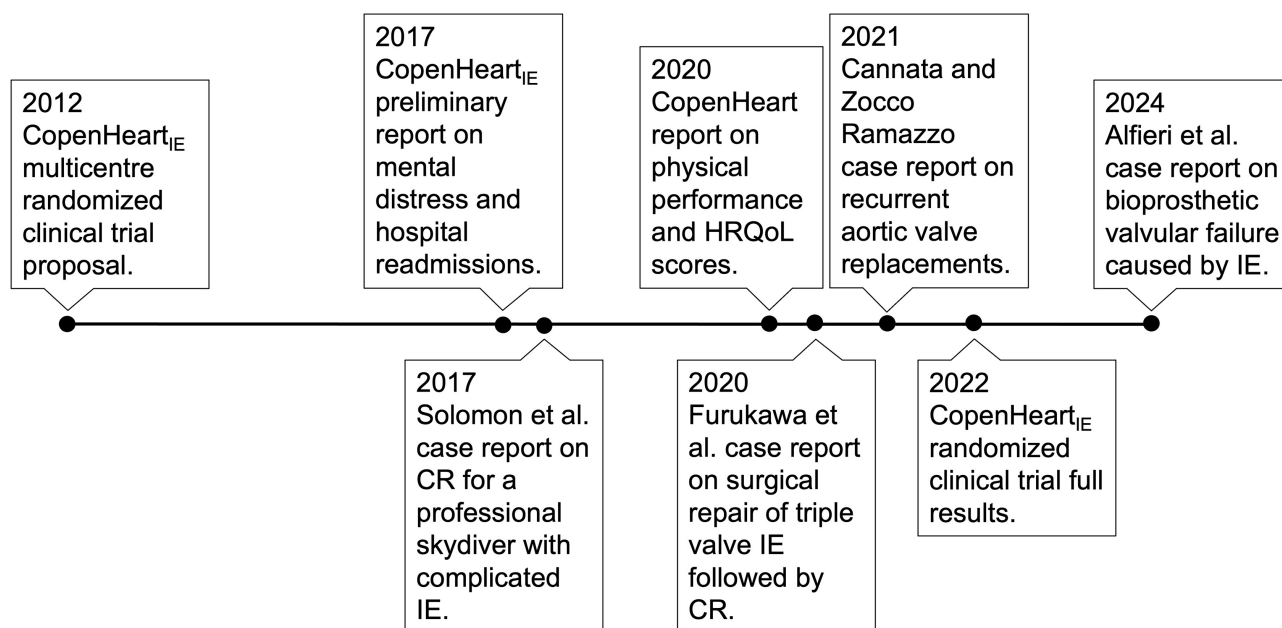 2012
CopenHeartIE
multicentre
randomized
clinical trial
proposal.
2017
CopenHeartIE
preliminary
report on
mental
distress and
hospital
readmissions.
2017
Solomon et al.
case report on
CR for a
professional
skydiver with
complicated
IE.
2020
CopenHeart
report on
physical
performance
and HRQoL
scores.
2020
Furukawa et
al. case report
on surgical
repair of triple
valve IE
followed by
CR.
2021
Cannata and
Zocco
Ramazzo
case report on
recurrent
aortic valve
replacements.
2022
CopenHeartIE
randomized
clinical trial full
results.
2024
Alfieri et al.
case report on
bioprosthetic
valvular failure
caused by IE.